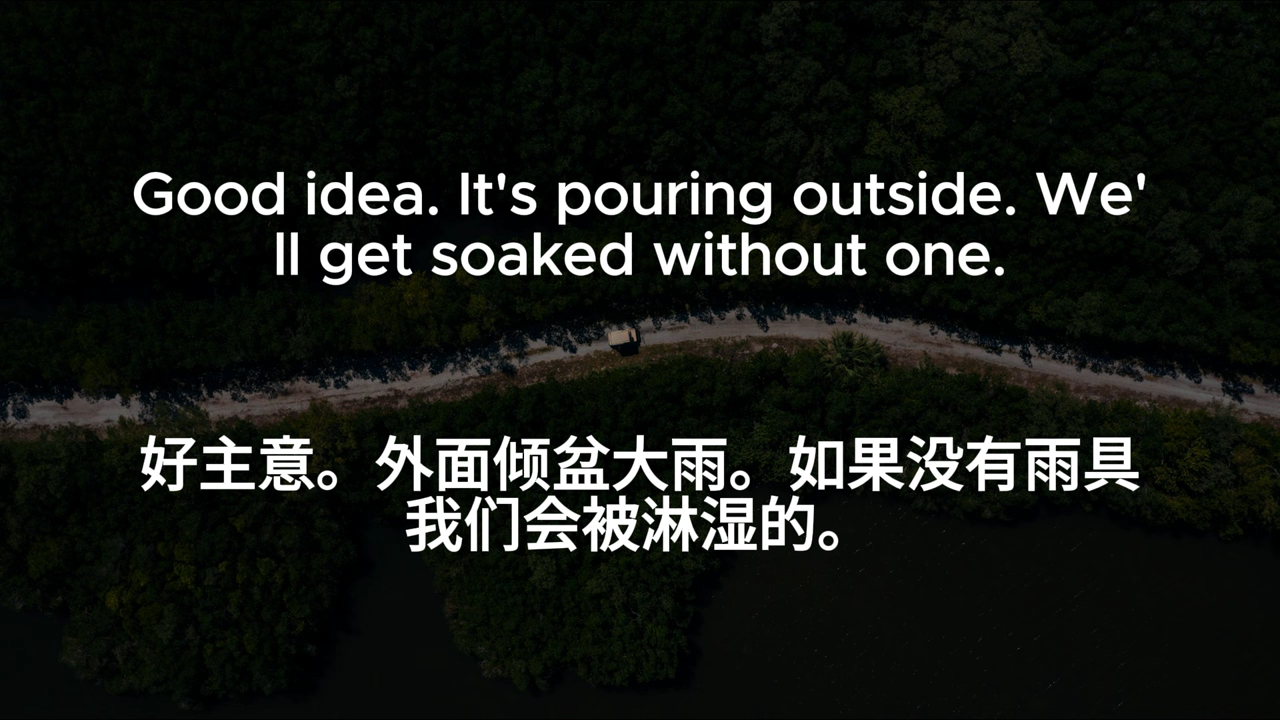 Good idea. It's pouring outside. We'
ll get soaked without one.
好主意。外面倾盆大雨。如果没有雨具
我们会被淋湿的。